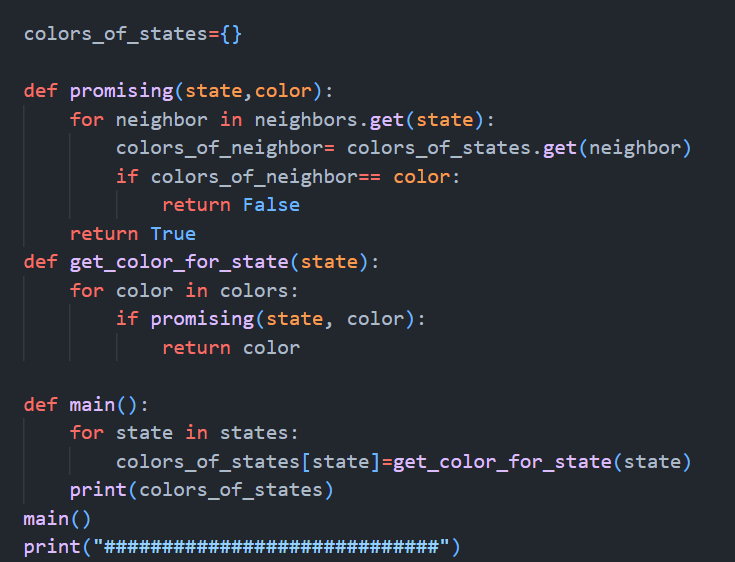 colors_of_states={}
def promising(state,color):
    for neighbor in neighbors.get(state):
        colors_of_neighbor= colors_of_states.get(neighbor)
        if colors_of_neighbor== color:
            return False
    return True
def get_color_for_state(state):
    for color in colors:
        if promising(state, color):
            return color
def main():
    for state in states:
        colors_of_states[state]=get_color_for_state(state)
    print(colors_of_states)
main()
print("#############################")